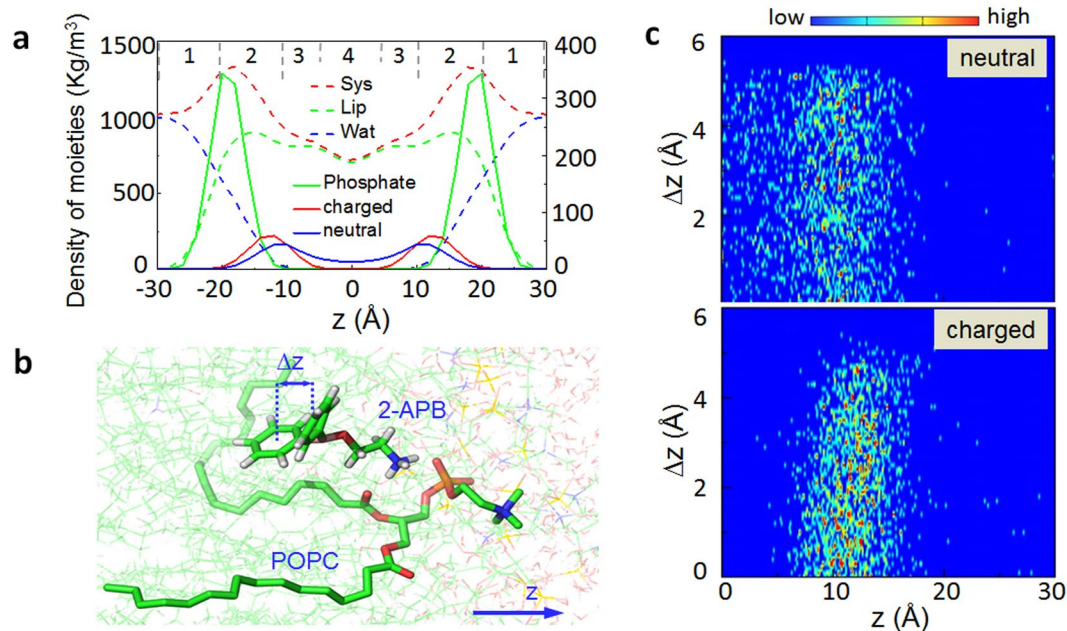 a
1500
1000
500
0
Density of moieties (Kg/m³)
400
300
200
100
0
1 2 3 4 3 2 1
Sys
Lip
Wat
Phosphate
charged
neutral
-30 -20 -10 0 10 20 30
z (Å)
b
Δz
2-APB
POPC
z
c
low high
6
4
2
0
Δz (Å)
neutral
6
4
2
0
Δz (Å)
charged
0 10 20 30
z (Å)